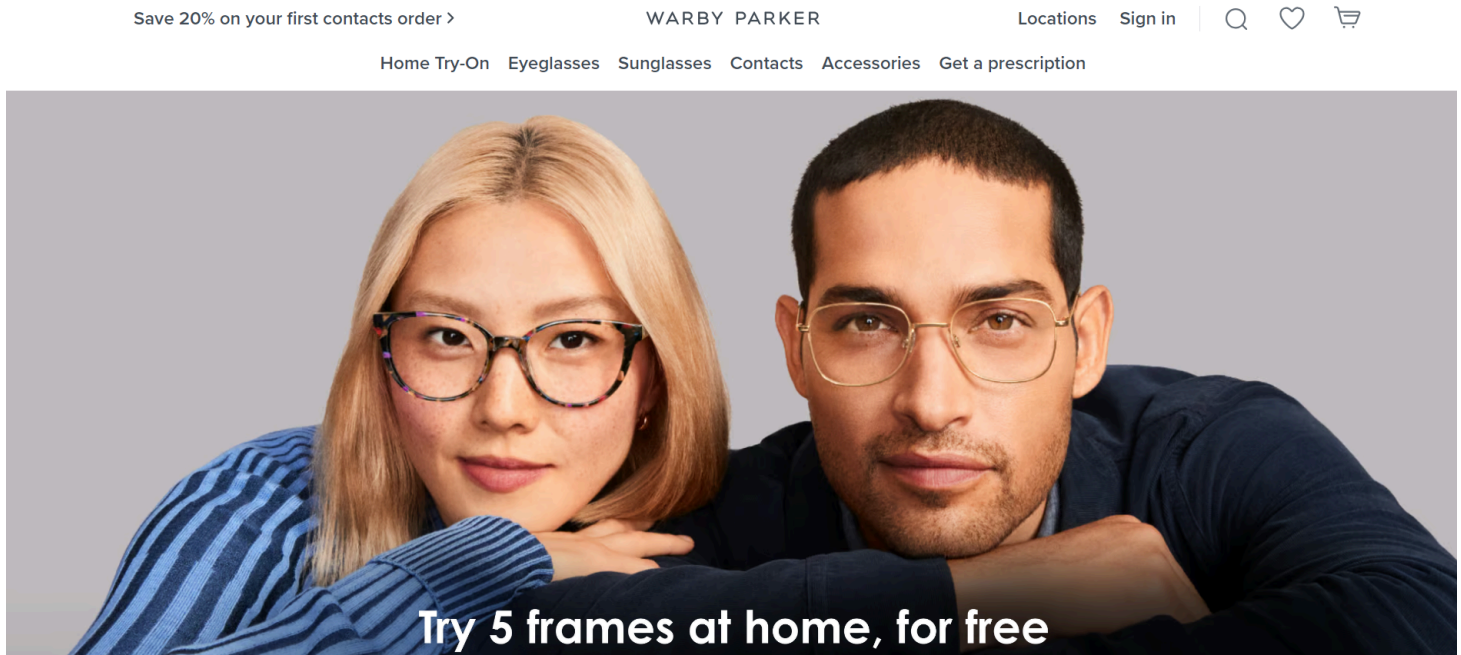 Save 20% on your first contacts order >
WARBY PARKER
Locations
Sign in
Home Try-On
Eyeglasses
Sunglasses
Contacts
Accessories
Get a prescription
Try 5 frames at home, for free